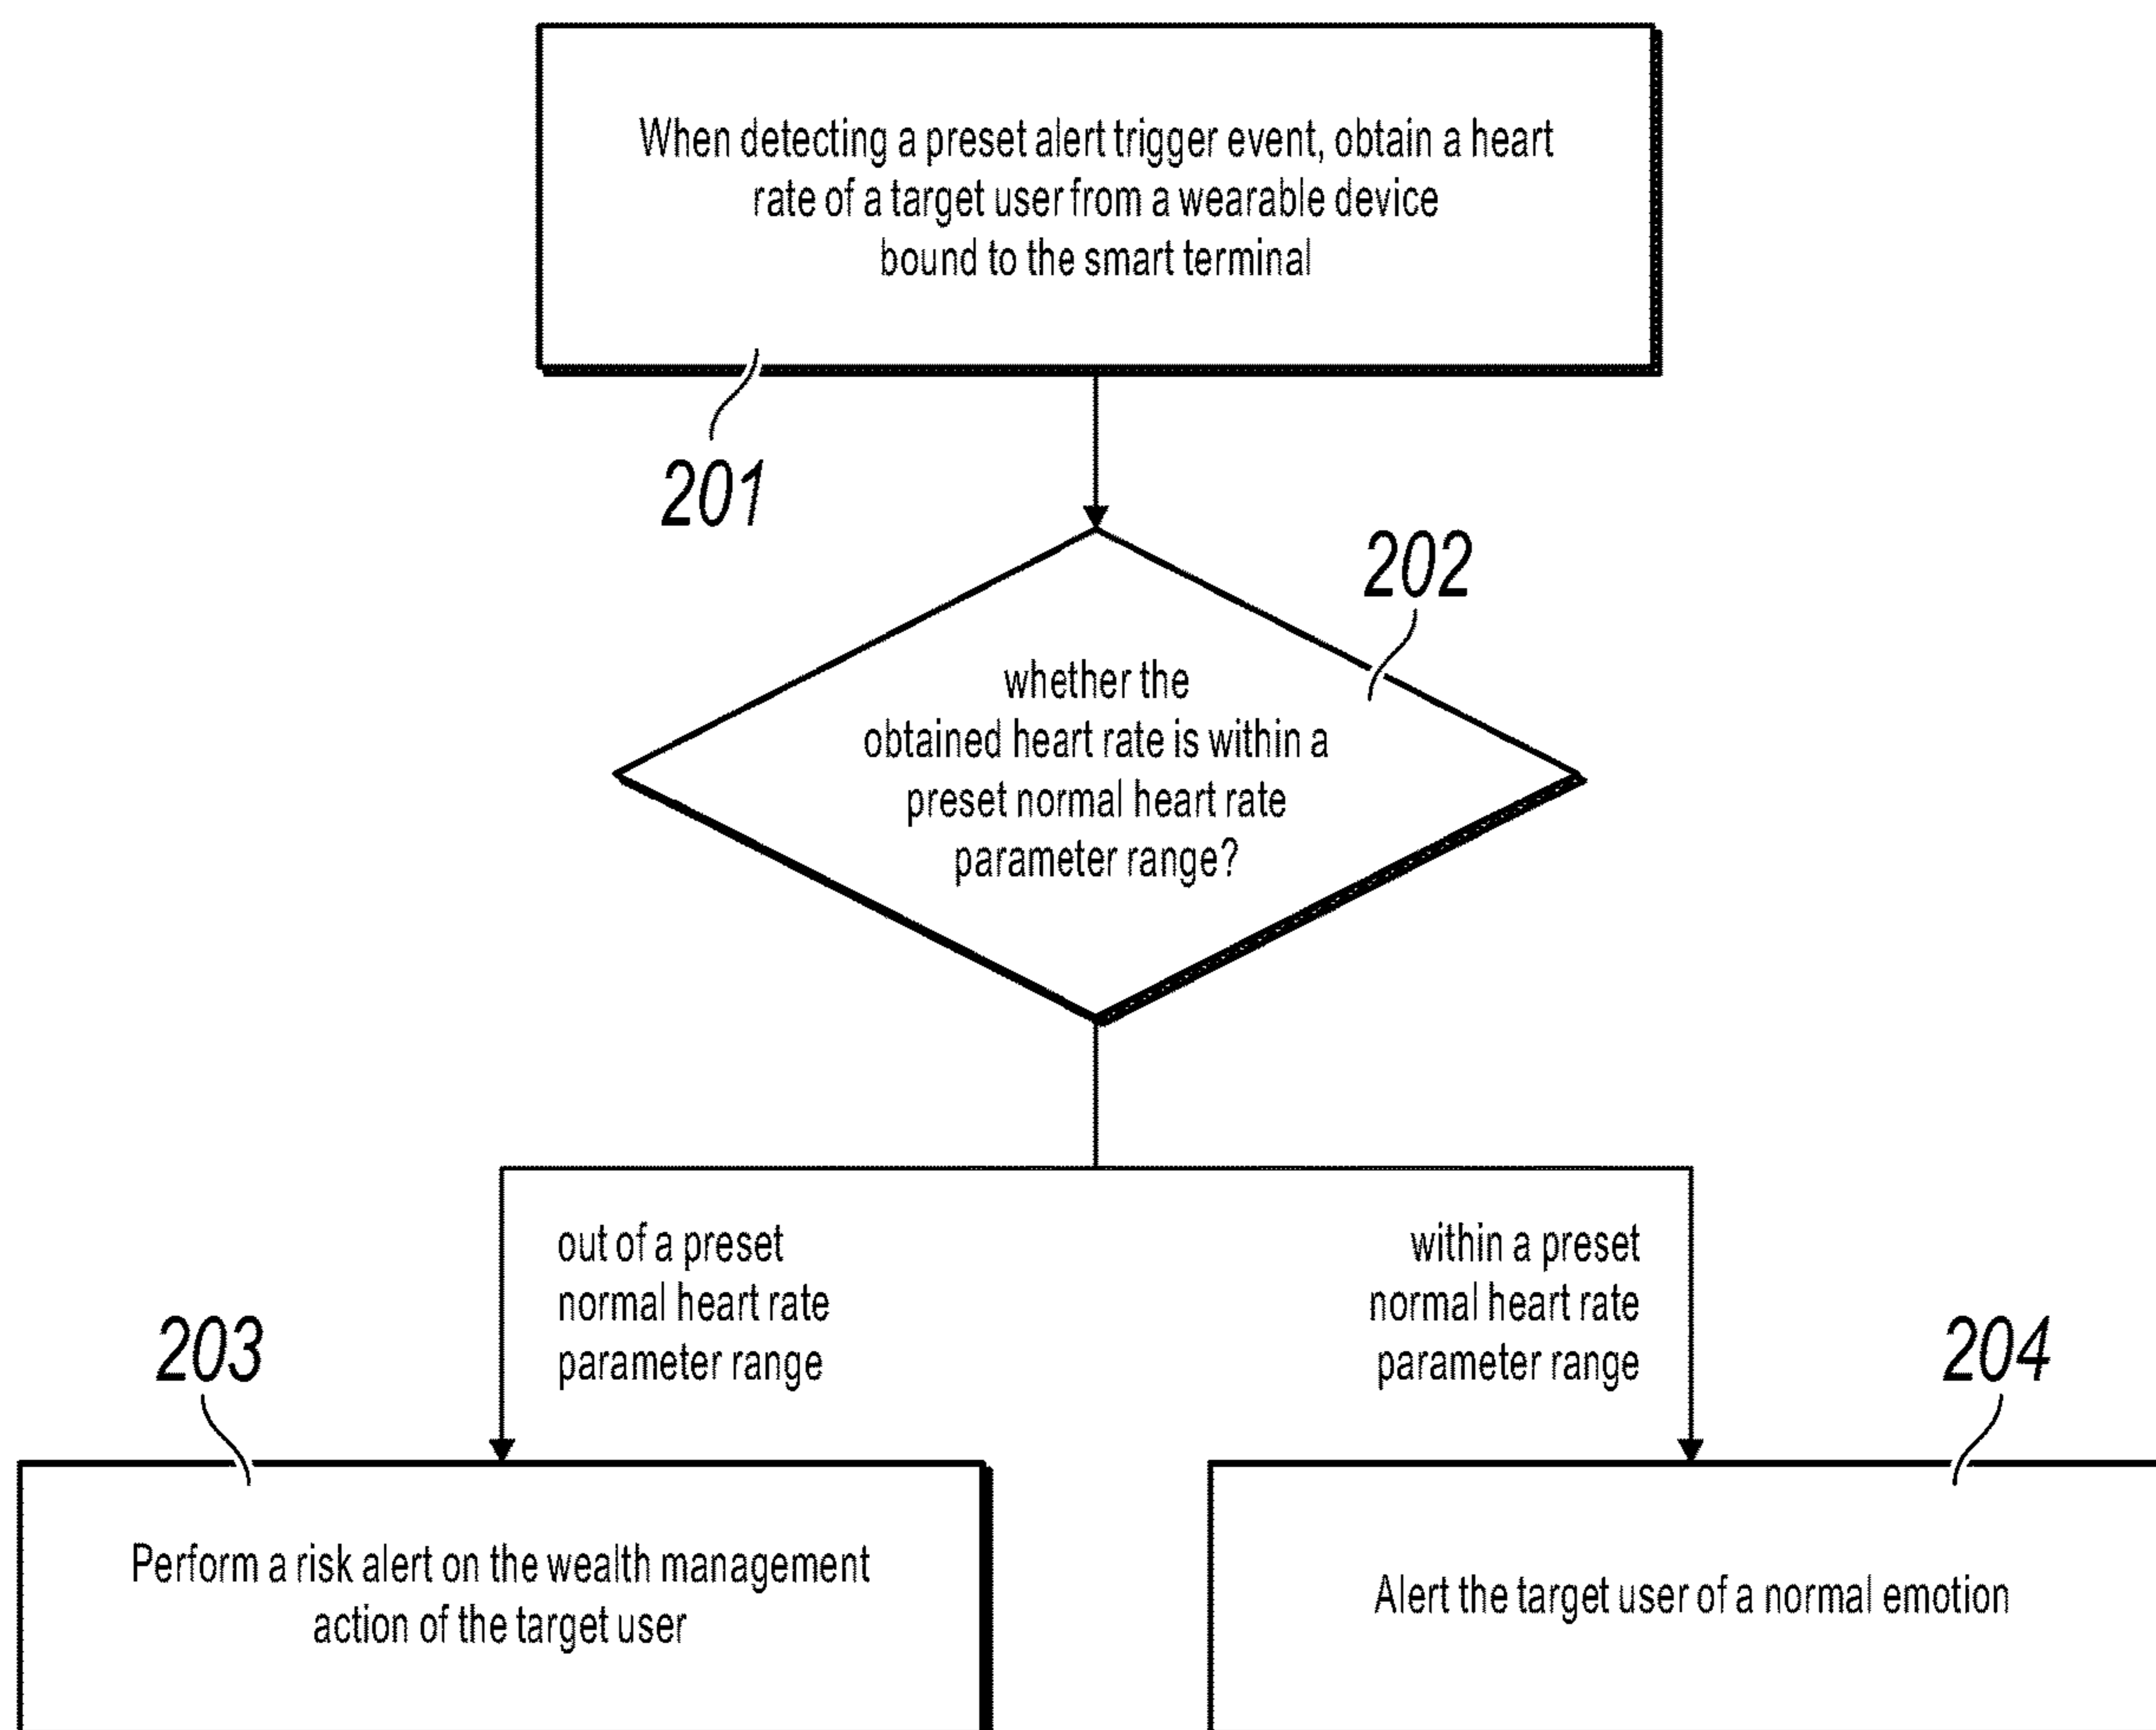 When detecting a preset alert trigger event, obtain a heart
rate of a target user from a wearable device
bound to the smart terminal
201
202
whether the
obtained heart rate is within a
preset normal heart rate
parameter range?
out of a preset
normal heart rate
parameter range
within a preset
normal heart rate
parameter range
203
204
Perform a risk alert on the wealth management
action of the target user
Alert the target user of a normal emotion